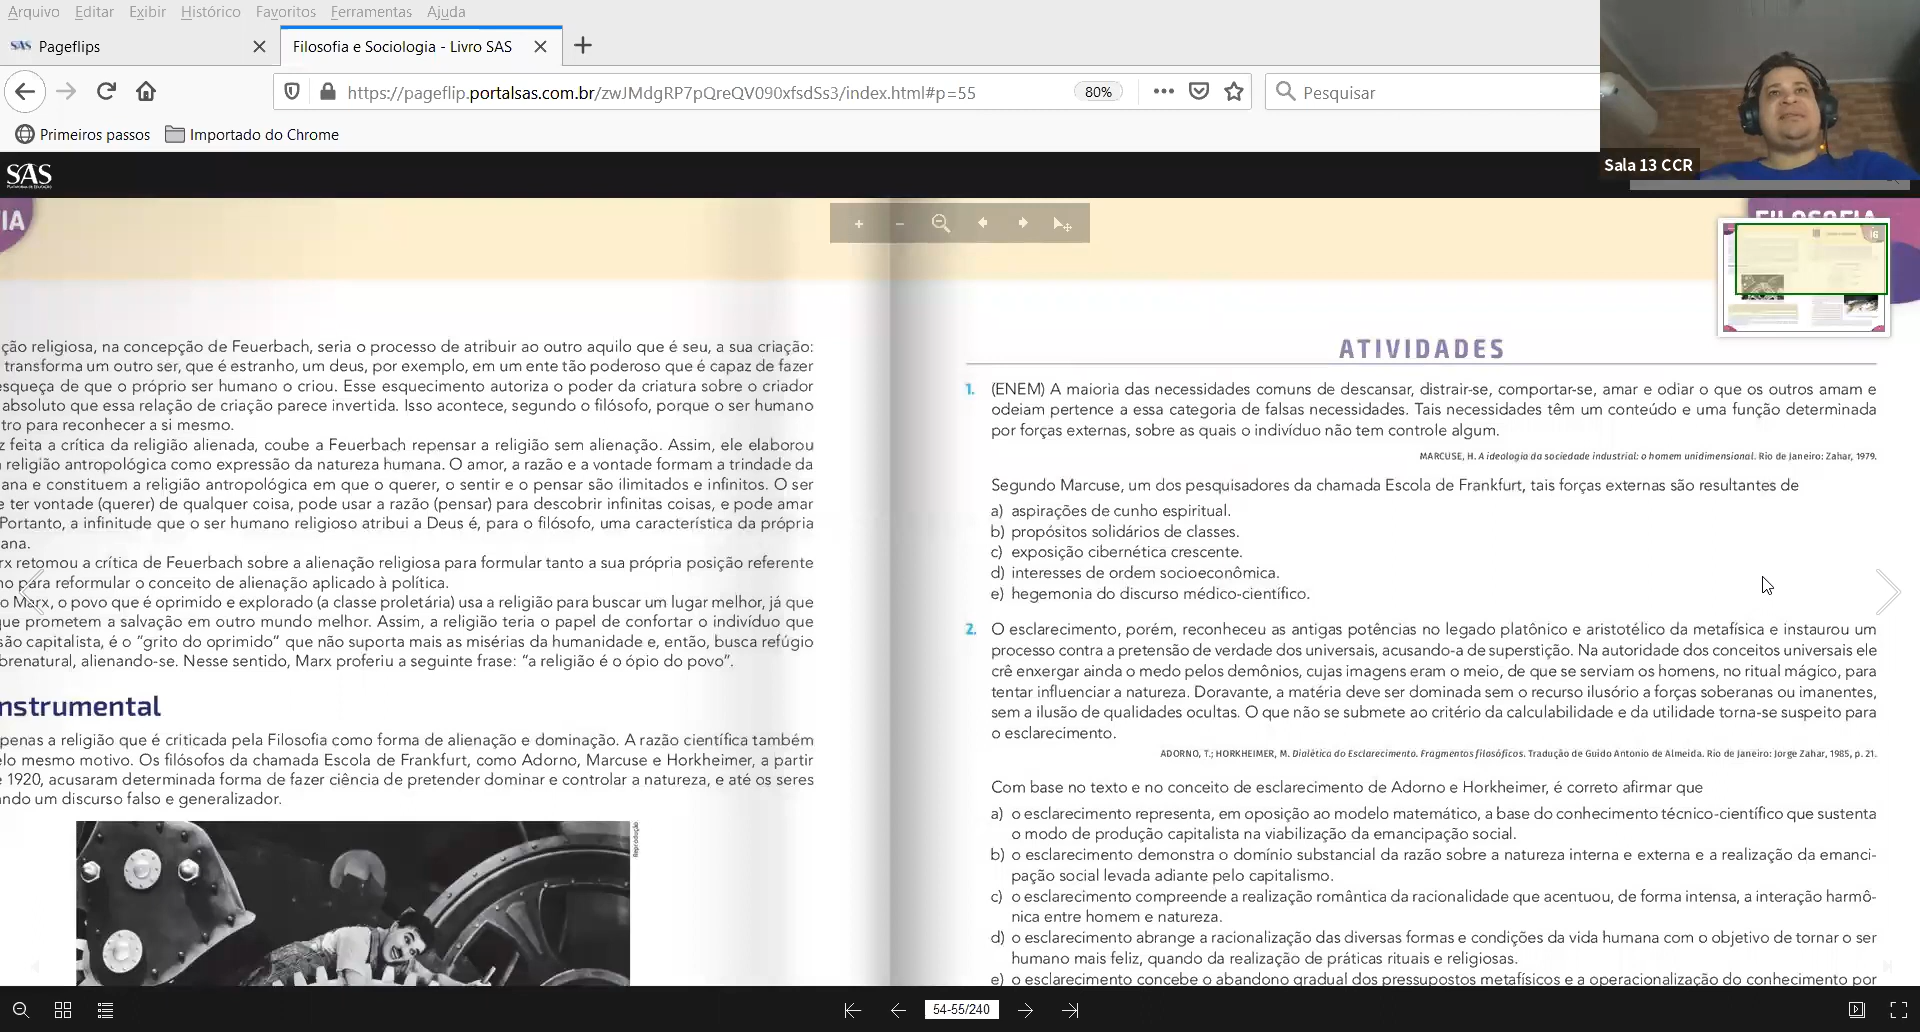 Arquivo Editar Exibir Histórico Favoritos Ferramentas Ajuda
SAS Pageflips
Filosofia e Sociologia - Livro SAS
https://pageflip.portalsas.com.br/zwJMdgRP7pQreQV090xfsdSs3/index.html#p=55
80%
Pesquisar
Primeiros passos
Importado do Chrome
Sala 13 CCR
SAS
IA
FILOSOFIA
16
ção religiosa, na concepção de Feuerbach, seria o processo de atribuir ao outro aquilo que é seu, a sua criação:
transforma um outro ser, que é estranho, um deus, por exemplo, em um ente tão poderoso que é capaz de fazer
esqueça de que o próprio ser humano o criou. Esse esquecimento autoriza o poder da criatura sobre o criador
absoluto que essa relação de criação parece invertida. Isso acontece, segundo o filósofo, porque o ser humano
tro para reconhecer a si mesmo.
z feita a crítica da religião alienada, coube a Feuerbach repensar a religião sem alienação. Assim, ele elaborou
religião antropológica como expressão da natureza humana. O amor, a razão e a vontade formam a trindade da
ana e constituem a religião antropológica em que o querer, o sentir e o pensar são ilimitados e infinitos. O ser
e ter vontade (querer) de qualquer coisa, pode usar a razão (pensar) para descobrir infinitas coisas, e pode amar
Portanto, a infinitude que o ser humano religioso atribui a Deus é, para o filósofo, uma característica da própria
ana.
rx retomou a crítica de Feuerbach sobre a alienação religiosa para formular tanto a sua própria posição referente
no para reformular o conceito de alienação aplicado à política.
o Marx, o povo que é oprimido e explorado (a classe proletária) usa a religião para buscar um lugar melhor, já que
que prometem a salvação em outro mundo melhor. Assim, a religião teria o papel de confortar o indivíduo que
são capitalista, é o “grito do oprimido” que não suporta mais as misérias da humanidade e, então, busca refúgio
brenatural, alienando-se. Nesse sentido, Marx proferiu a seguinte frase: “a religião é o ópio do povo”.
nstrumental
penas a religião que é criticada pela Filosofia como forma de alienação e dominação. A razão científica também
elo mesmo motivo. Os filósofos da chamada Escola de Frankfurt, como Adorno, Marcuse e Horkheimer, a partir
e 1920, acusaram determinada forma de fazer ciência de pretender dominar e controlar a natureza, e até os seres
ando um discurso falso e generalizador.
Reprodução
ATIVIDADES
1. (ENEM) A maioria das necessidades comuns de descansar, distrair-se, comportar-se, amar e odiar o que os outros amam e
odeiam pertence a essa categoria de falsas necessidades. Tais necessidades têm um conteúdo e uma função determinada
por forças externas, sobre as quais o indivíduo não tem controle algum.
MARCUSE, H. A ideologia da sociedade industrial: o homem unidimensional. Rio de Janeiro: Zahar, 1979.
Segundo Marcuse, um dos pesquisadores da chamada Escola de Frankfurt, tais forças externas são resultantes de
a) aspirações de cunho espiritual.
b) propósitos solidários de classes.
c) exposição cibernética crescente.
d) interesses de ordem socioeconômica.
e) hegemonia do discurso médico-científico.
2. O esclarecimento, porém, reconheceu as antigas potências no legado platônico e aristotélico da metafísica e instaurou um
processo contra a pretensão de verdade dos universais, acusando-a de superstição. Na autoridade dos conceitos universais ele
crê enxergar ainda o medo pelos demônios, cujas imagens eram o meio, de que se serviam os homens, no ritual mágico, para
tentar influenciar a natureza. Doravante, a matéria deve ser dominada sem o recurso ilusório a forças soberanas ou imanentes,
sem a ilusão de qualidades ocultas. O que não se submete ao critério da calculabilidade e da utilidade torna-se suspeito para
o esclarecimento.
ADORNO, T.; HORKHEIMER, M. Dialética do Esclarecimento. Fragmentos filosóficos. Tradução de Guido Antonio de Almeida. Rio de Janeiro: Jorge Zahar, 1985, p. 21.
Com base no texto e no conceito de esclarecimento de Adorno e Horkheimer, é correto afirmar que
a) o esclarecimento representa, em oposição ao modelo matemático, a base do conhecimento técnico-científico que sustenta
o modo de produção capitalista na viabilização da emancipação social.
b) o esclarecimento demonstra o domínio substancial da razão sobre a natureza interna e externa e a realização da emanci-
pação social levada adiante pelo capitalismo.
c) o esclarecimento compreende a realização romântica da racionalidade que acentuou, de forma intensa, a interação harmô-
nica entre homem e natureza.
d) o esclarecimento abrange a racionalização das diversas formas e condições da vida humana com o objetivo de tornar o ser
humano mais feliz, quando da realização de práticas rituais e religiosas.
e) o esclarecimento concebe o abandono gradual dos pressupostos metafísicos e a operacionalização do conhecimento por
54-55/240